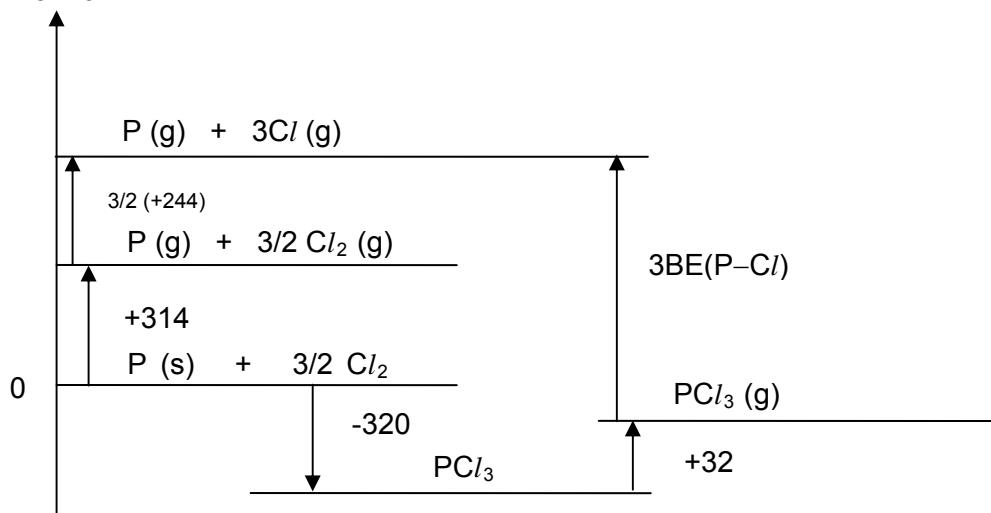 P (g) + 3Cl (g)
3/2 (+244)
P (g) + 3/2 Cl₂ (g)
3BE(P–Cl)
+314
P (s) + 3/2 Cl₂
0
PCl₃ (g)
-320
+32
PCl₃